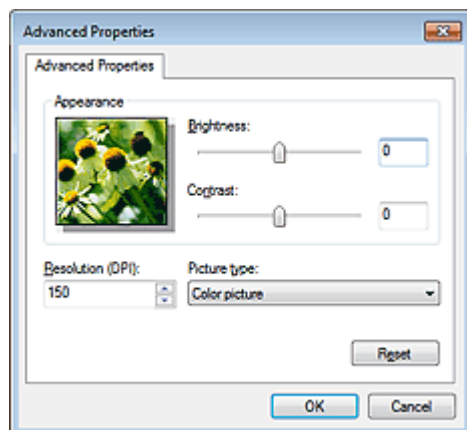 Advanced Properties
Advanced Properties
Appearance
Brightness:
0
Contrast:
0
Resolution (DPI):
150
Picture type:
Color picture
Reset
OK
Cancel